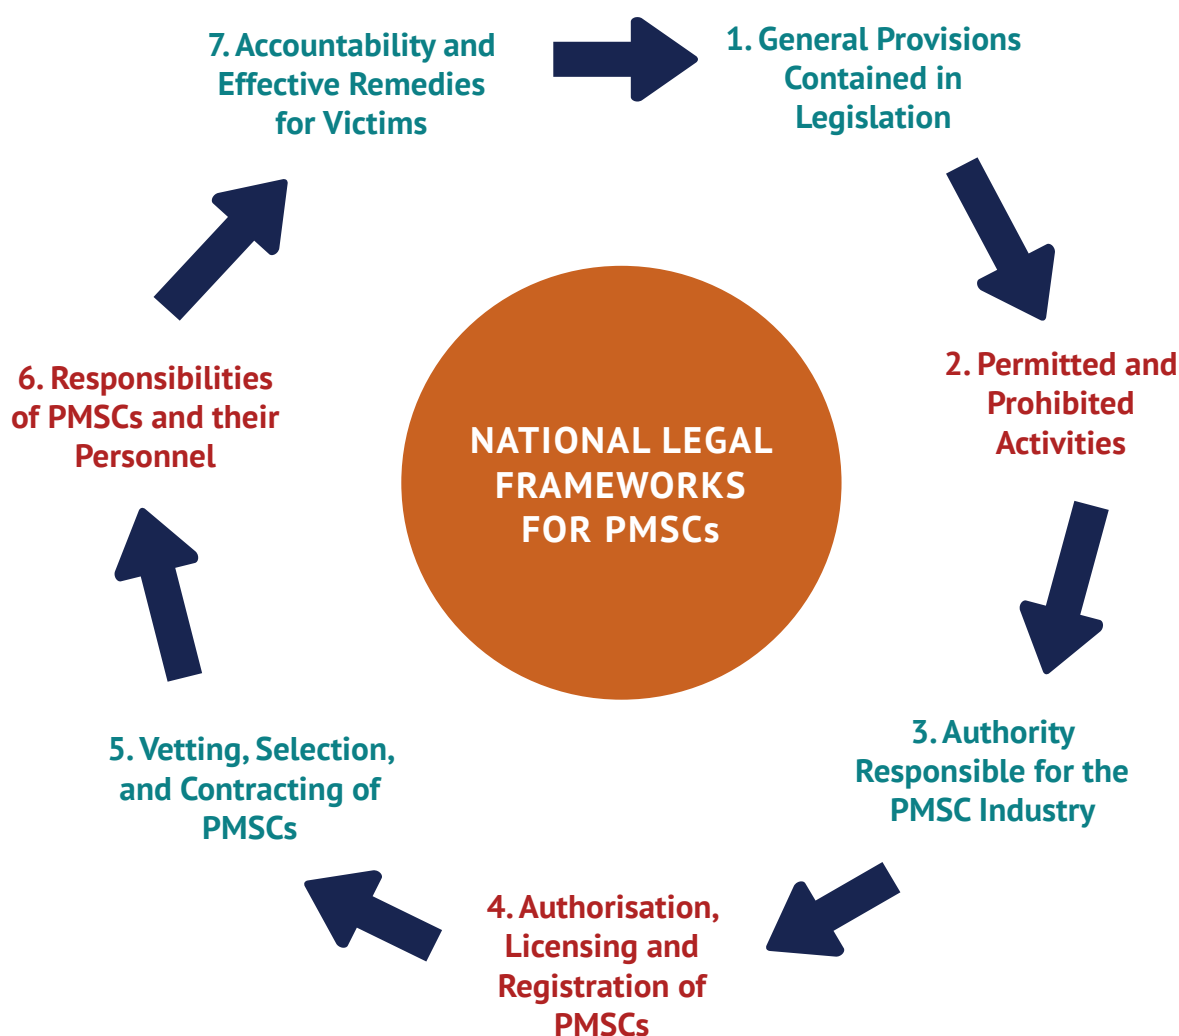 7. Accountability and
Effective Remedies
for Victims
1. General Provisions
Contained in
Legislation
2. Permitted and
Prohibited
Activities
3. Authority
Responsible for the
PMSC Industry
4. Authorisation,
Licensing and
Registration of
PMSCs
5. Vetting, Selection,
and Contracting of
PMSCs
6. Responsibilities
of PMSCs and their
Personnel
NATIONAL LEGAL
FRAMEWORKS
FOR PMSCs